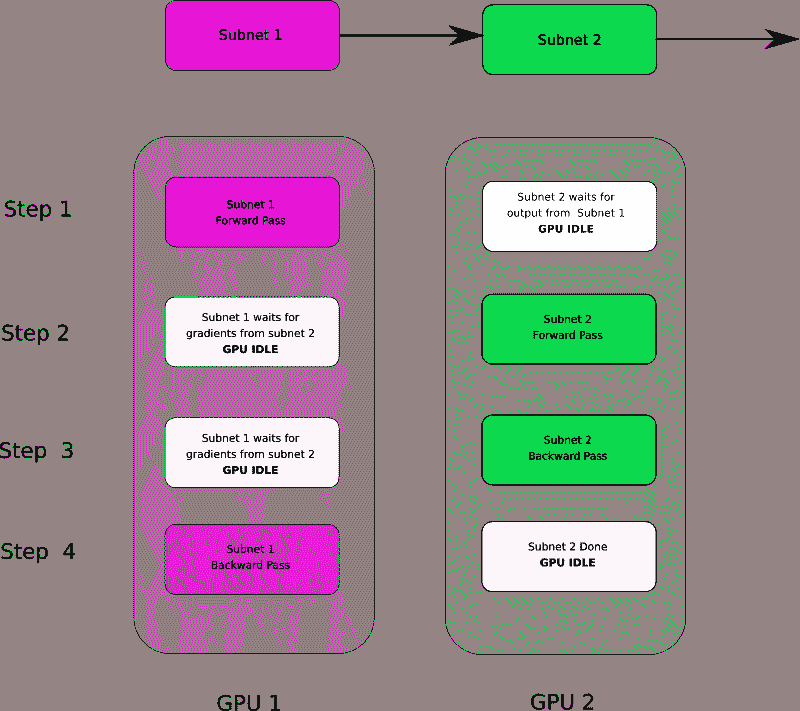 Subnet 1
Subnet 2
Step 1
Subnet 1
Forward Pass
Subnet 2 waits for
output from Subnet 1
GPU IDLE
Step 2
Subnet 1 waits for
gradients from subnet 2
GPU IDLE
Subnet 2
Forward Pass
Step 3
Subnet 1 waits for
gradients from subnet 2
GPU IDLE
Subnet 2
Backward Pass
Step 4
Subnet 1
Backward Pass
Subnet 2 Done
GPU IDLE
GPU 1
GPU 2